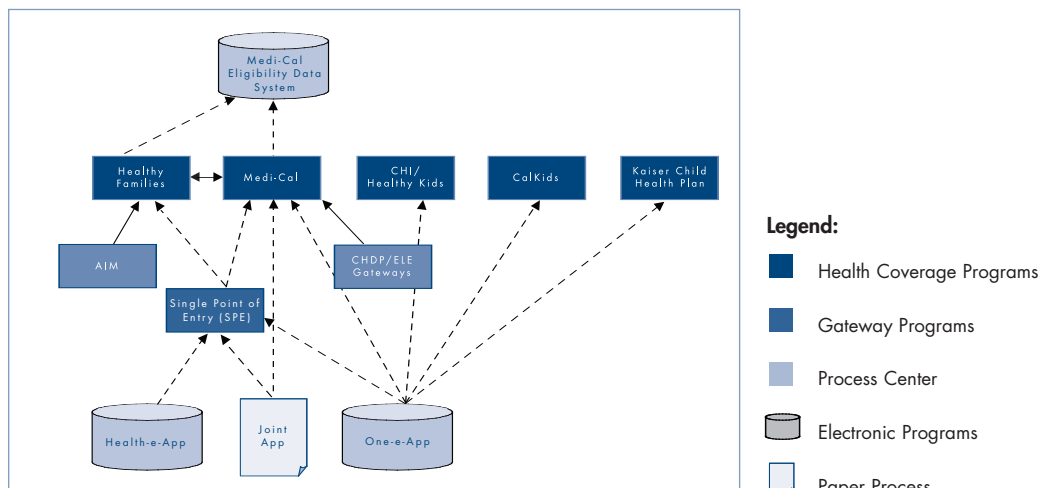 Medi-Cal
Eligibility Data
System
Healthy
Families
Medi-Cal
CHI/
Healthy Kids
CalKids
Kaiser Child
Health Plan
AIM
CHDP/ELE
Gateways
Single Point of
Entry (SPE)
Health-e-App
Joint
App
One-e-App
Legend:
Health Coverage Programs
Gateway Programs
Process Center
Electronic Programs
Paper Process